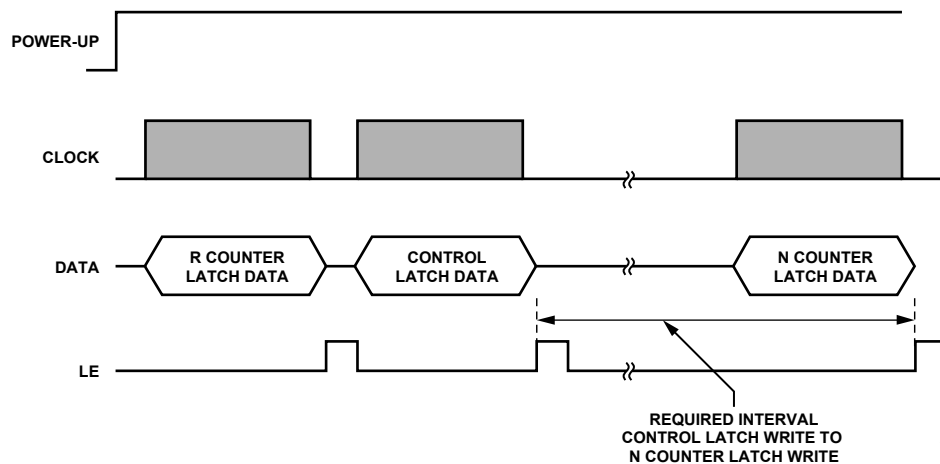 POWER-UP
CLOCK
DATA
R COUNTER
LATCH DATA
CONTROL
LATCH DATA
N COUNTER
LATCH DATA
LE
REQUIRED INTERVAL
CONTROL LATCH WRITE TO
N COUNTER LATCH WRITE